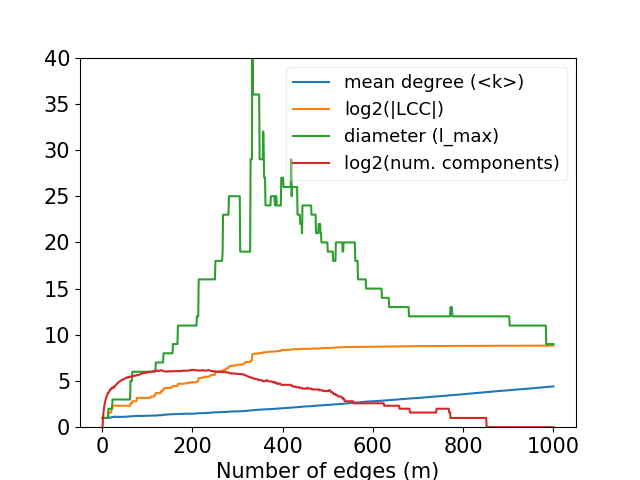 40
35
30
25
20
15
10
5
0
mean degree (<k>)
log2(|LCC|)
diameter (l_max)
log2(num. components)
0 200 400 600 800 1000
Number of edges (m)